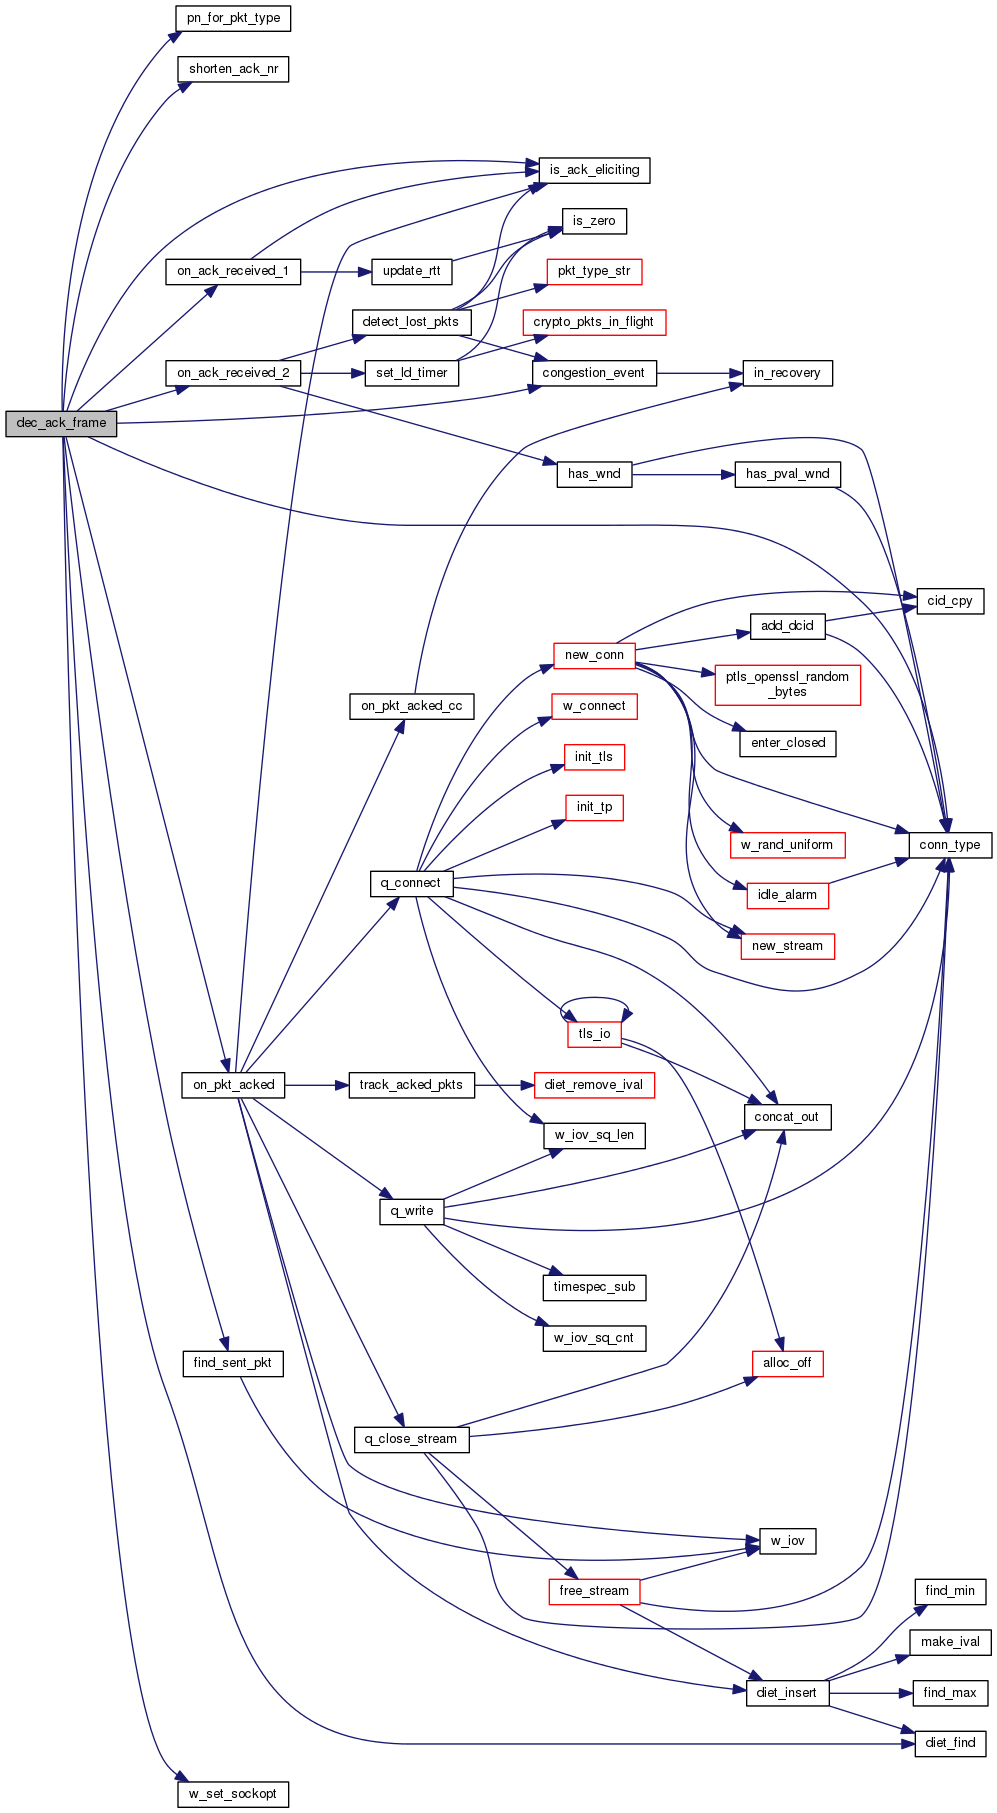 pn_for_pkt_type
shorten_ack_nr
is_ack_eliciting
is_zero
on_ack_received_1
update_rtt
pkt_type_str
detect_lost_pkts
crypto_pkts_in_flight
on_ack_received_2
set_ld_timer
congestion_event
in_recovery
dec_ack_frame
has_wnd
has_pval_wnd
cid_cpy
add_dcid
new_conn
ptls_openssl_random
_bytes
on_pkt_acked_cc
w_connect
enter_closed
init_tls
init_tp
w_rand_uniform
conn_type
q_connect
idle_alarm
new_stream
tls_io
on_pkt_acked
track_acked_pkts
diet_remove_ival
concat_out
w_iov_sq_len
q_write
timespec_sub
w_iov_sq_cnt
find_sent_pkt
alloc_off
q_close_stream
w_iov
free_stream
find_min
make_ival
diet_insert
find_max
diet_find
w_set_sockopt